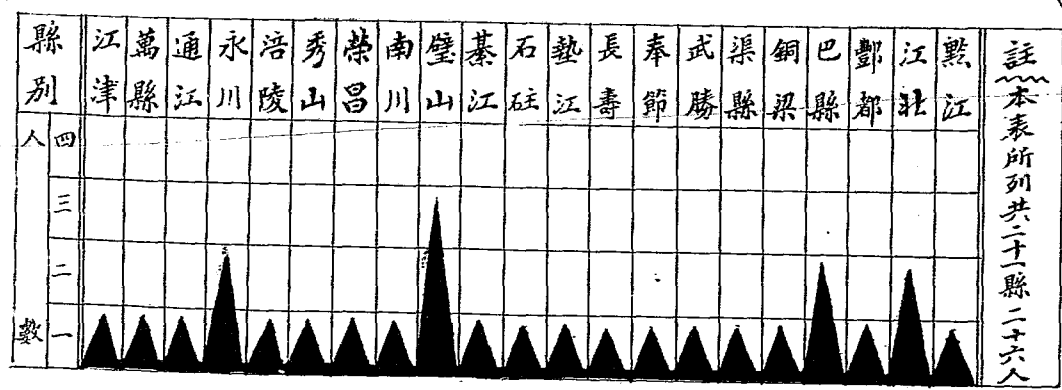 縣別
江津
萬縣
通江
永川
涪陵
秀山
榮昌
南川
璧山
綦江
石砫
墊江
長壽
奉節
武勝
渠縣
銅梁
巴縣
酆都
江北
黔江
人數
四
三
二
一
註 本表所列共二十一縣二十六人